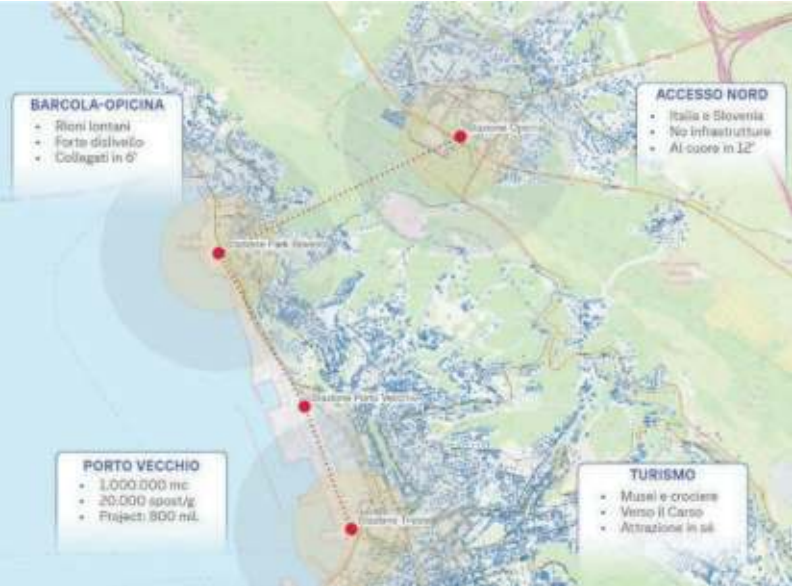 BARCOLA-OPICINA
• Rioni lontani
• Forte dislivello
• Collegati in 6'
ACCESSO NORD
• Italia e Slovenia
• No infrastrutture
• Al cuore in 12'
Stazione Opicina
Stazione Park Bovedo
Stazione Porto Vecchio
Stazione Trieste
PORTO VECCHIO
• 1.000.000 mc
• 20.000 spost/g
• Project: 800 mil.
TURISMO
• Musei e crociere
• Verso il Carso
• Attrazione in sé